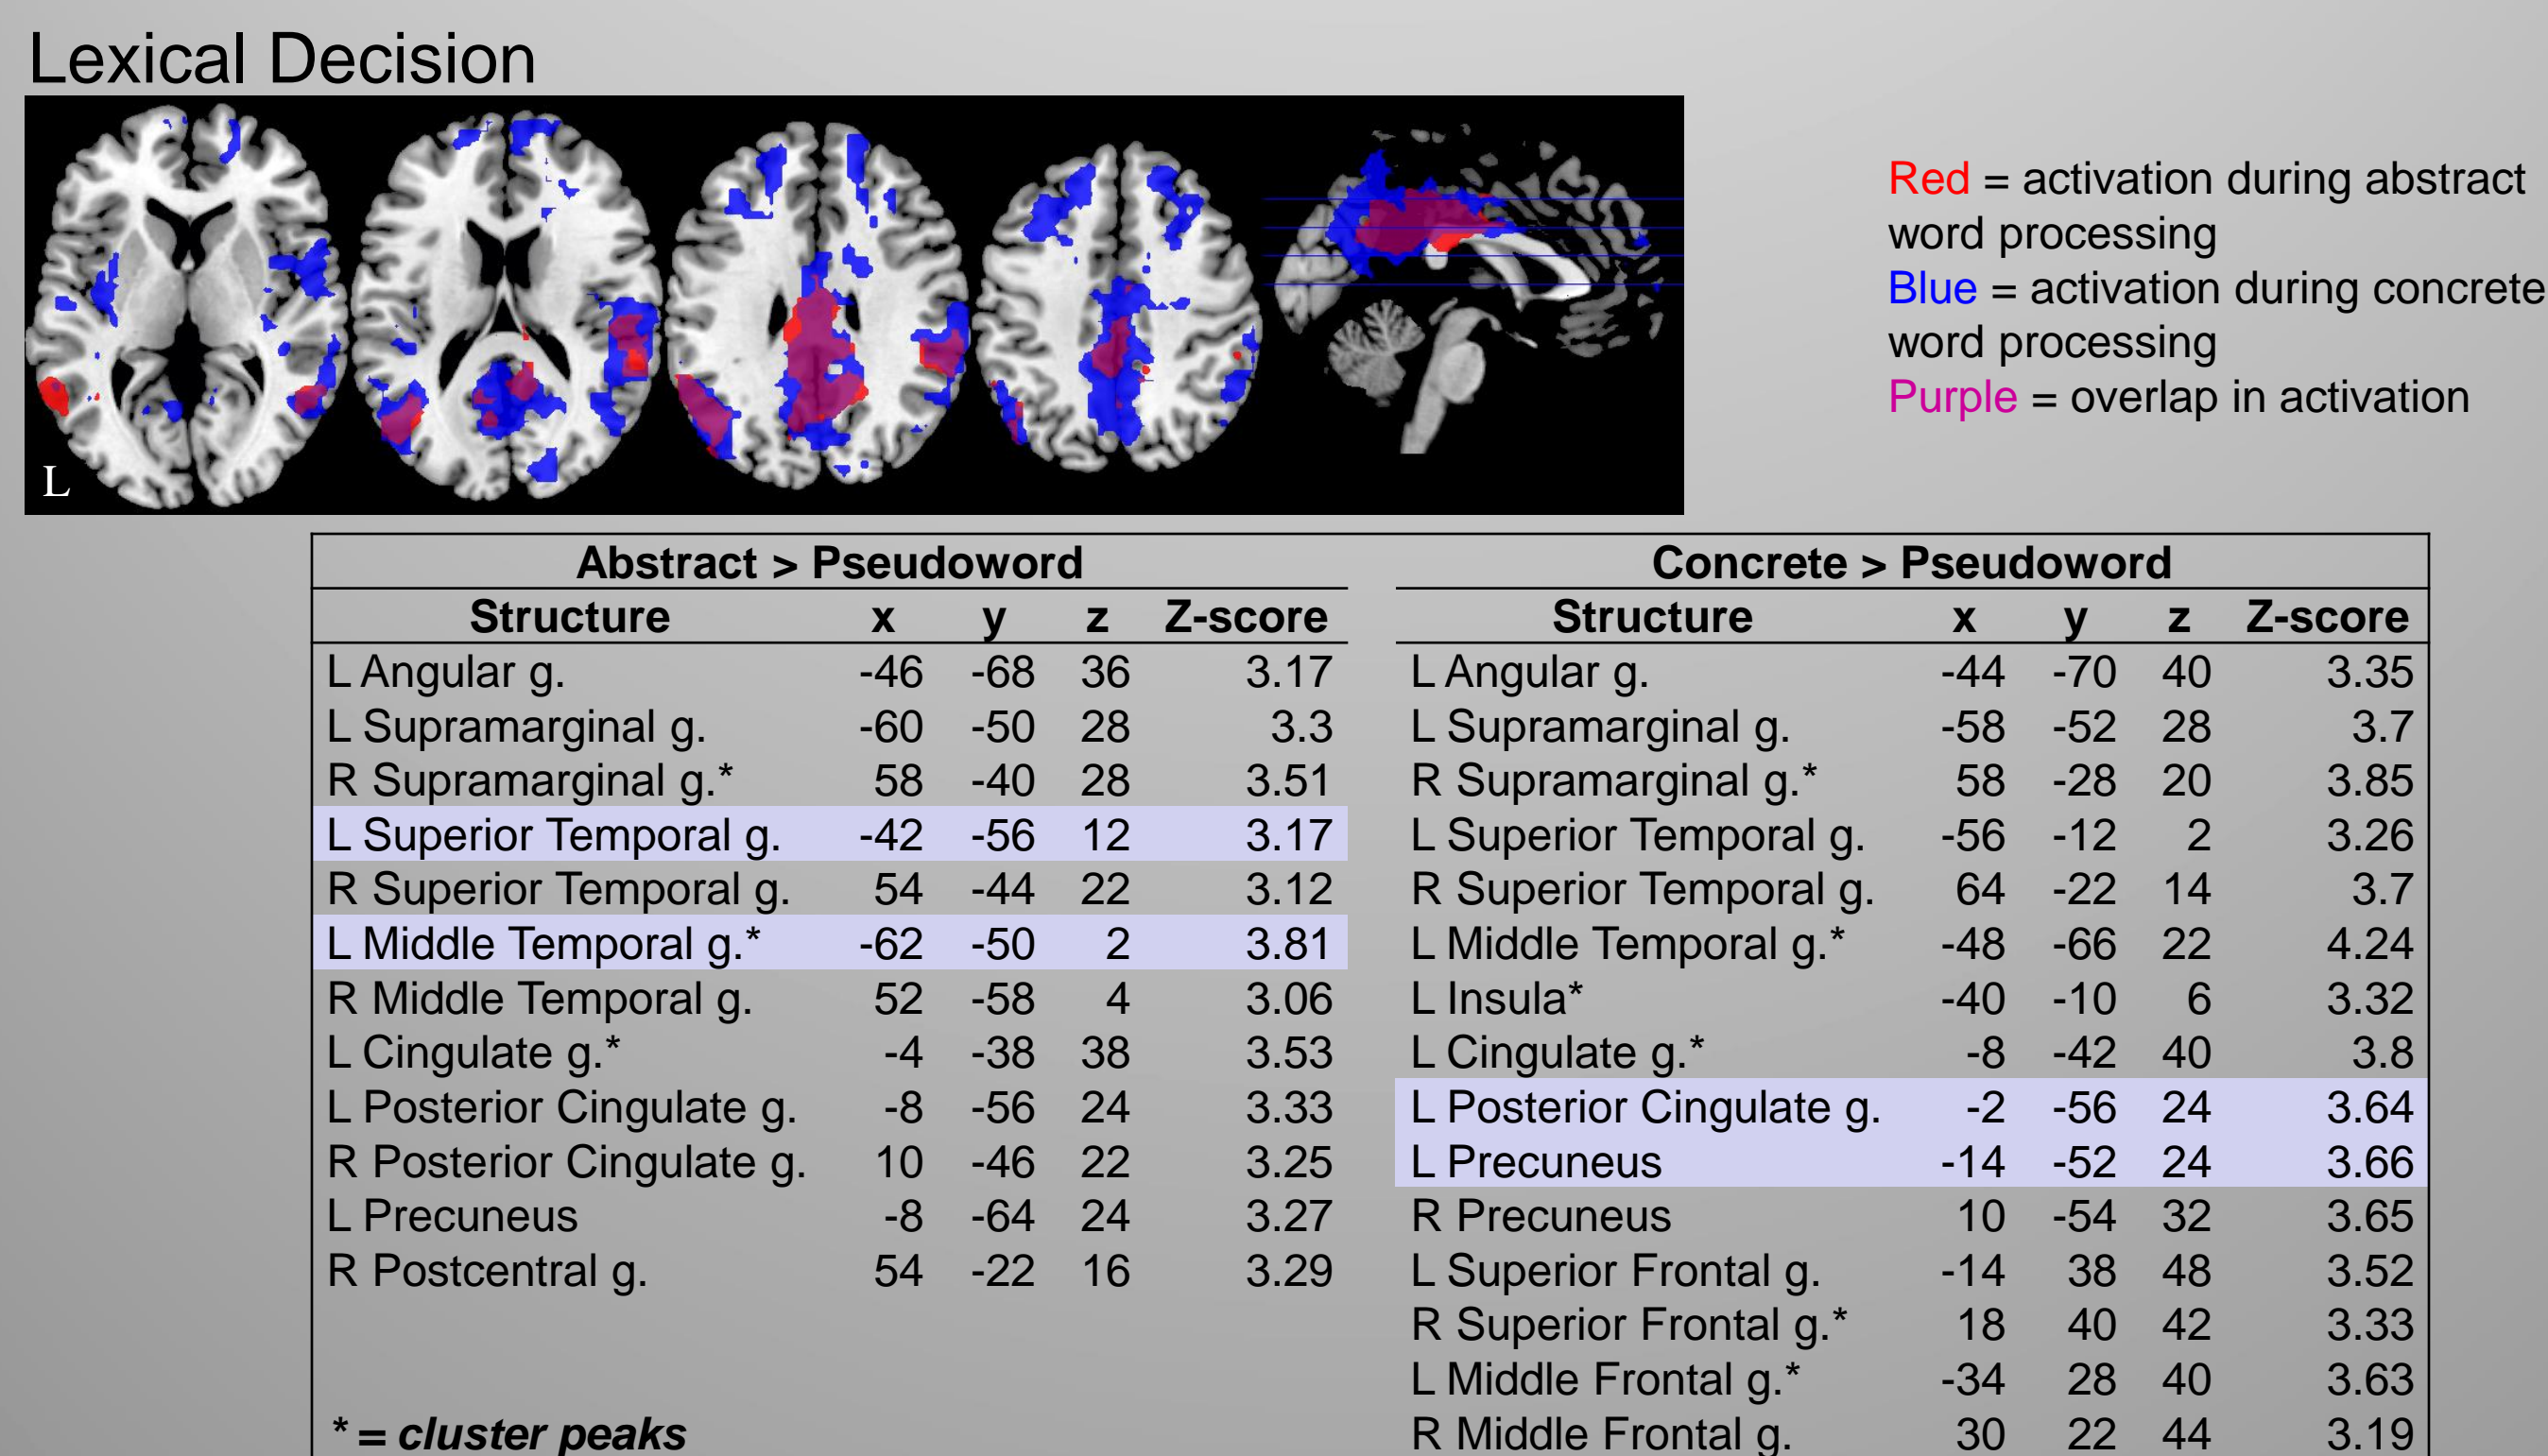 Lexical Decision
L
Red = activation during abstract
word processing
Blue = activation during concrete
word processing
Purple = overlap in activation
Abstract > Pseudoword Concrete > Pseudoword
Structure x y z Z-score Structure x y z Z-score
L Angular g. -46 -68 36 3.17 L Angular g. -44 -70 40 3.35
L Supramarginal g. -60 -50 28 3.3 L Supramarginal g. -58 -52 28 3.7
R Supramarginal g.* 58 -40 28 3.51 R Supramarginal g.* 58 -28 20 3.85
L Superior Temporal g. -42 -56 12 3.17 L Superior Temporal g. -56 -12 2 3.26
R Superior Temporal g. 54 -44 22 3.12 R Superior Temporal g. 64 -22 14 3.7
L Middle Temporal g.* -62 -50 2 3.81 L Middle Temporal g.* -48 -66 22 4.24
R Middle Temporal g. 52 -58 4 3.06 L Insula* -40 -10 6 3.32
L Cingulate g.* -4 -38 38 3.53 L Cingulate g.* -8 -42 40 3.8
L Posterior Cingulate g. -8 -56 24 3.33 L Posterior Cingulate g. -2 -56 24 3.64
R Posterior Cingulate g. 10 -46 22 3.25 L Precuneus -14 -52 24 3.66
L Precuneus -8 -64 24 3.27 R Precuneus 10 -54 32 3.65
R Postcentral g. 54 -22 16 3.29 L Superior Frontal g. -14 38 48 3.52
R Superior Frontal g.* 18 40 42 3.33
L Middle Frontal g.* -34 28 40 3.63
* = cluster peaks R Middle Frontal g. 30 22 44 3.19